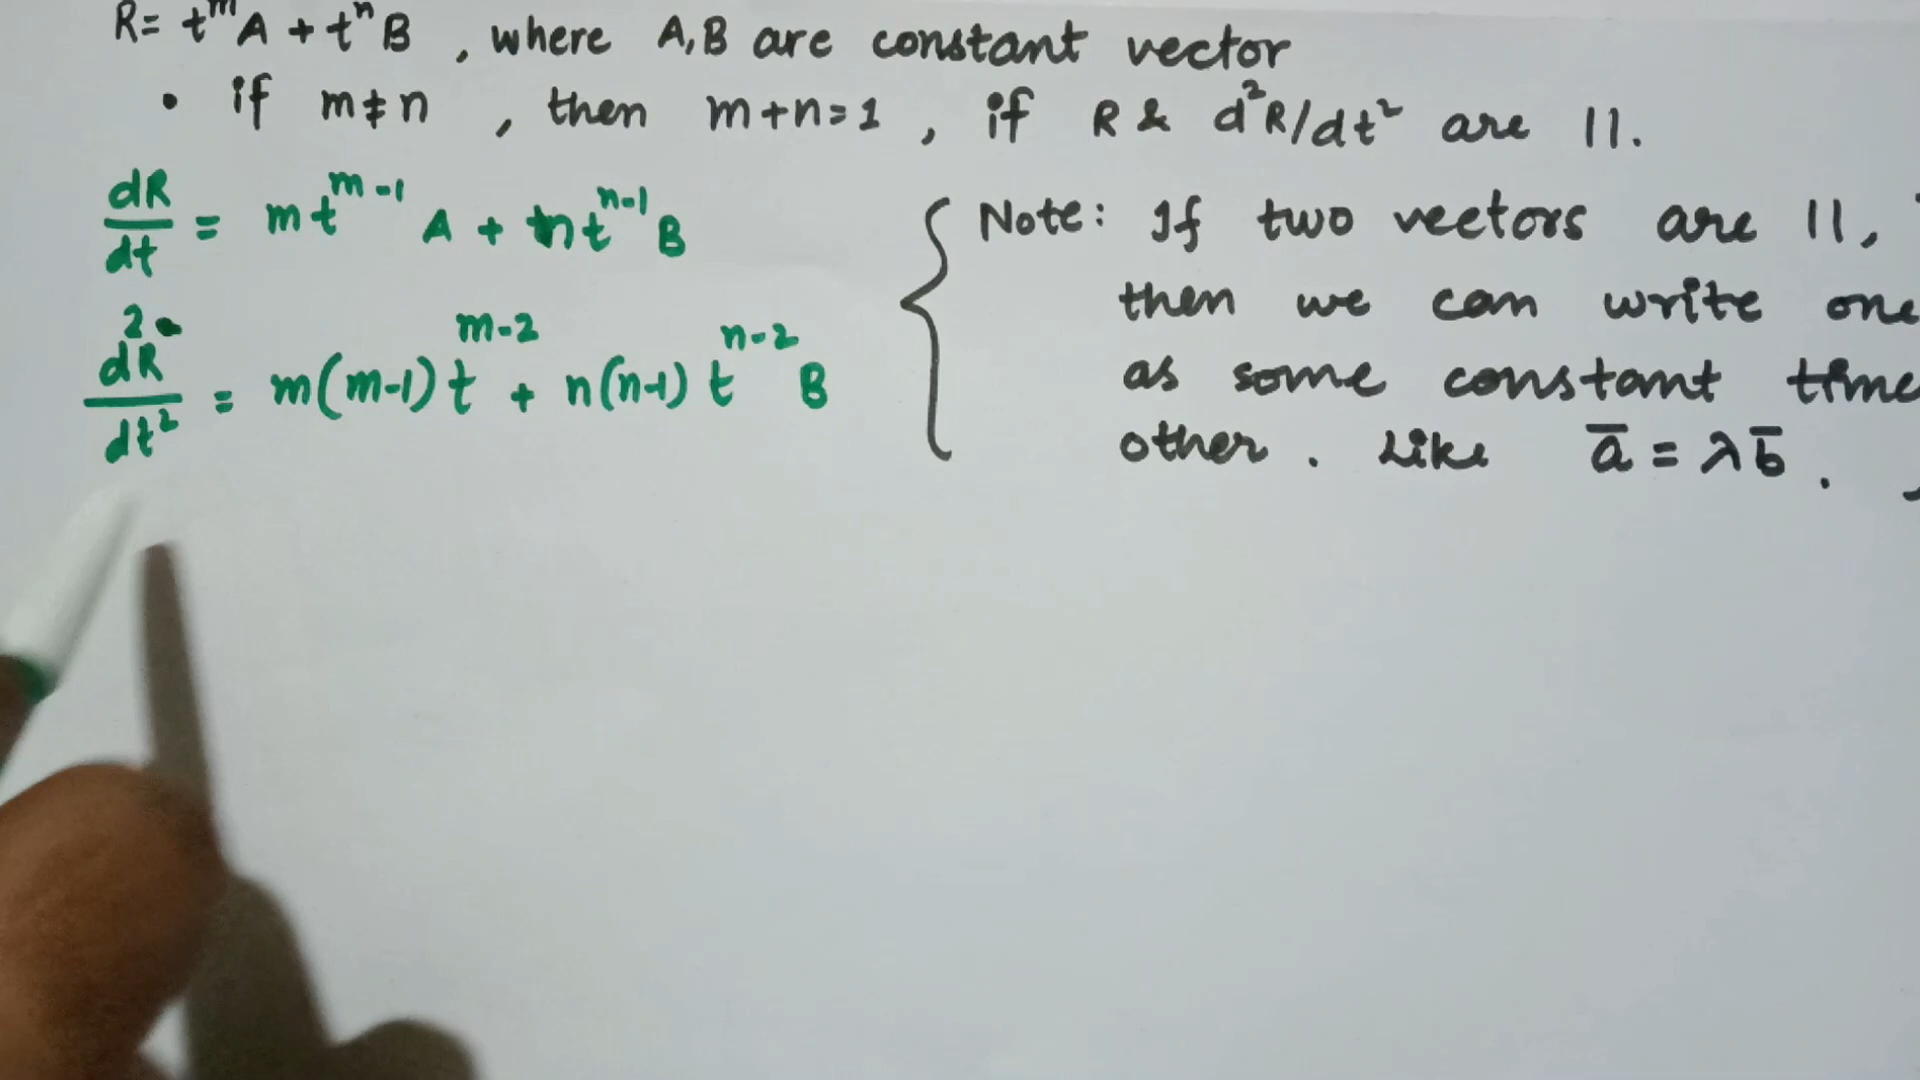 R = t^m A + t^n B , where A,B are constant vector
• if m≠n , then m+n=1 , if R & d²R/dt² are ||.
dR/dt = m t^{m-1} A + n t^{n-1} B
d²R/dt² = m(m-1) t^{m-2} + n(n-1) t^{n-2} B
{ Note: If two vectors are ||,
then we can write one
as some constant time
other . Like a̅ = λb̅ .